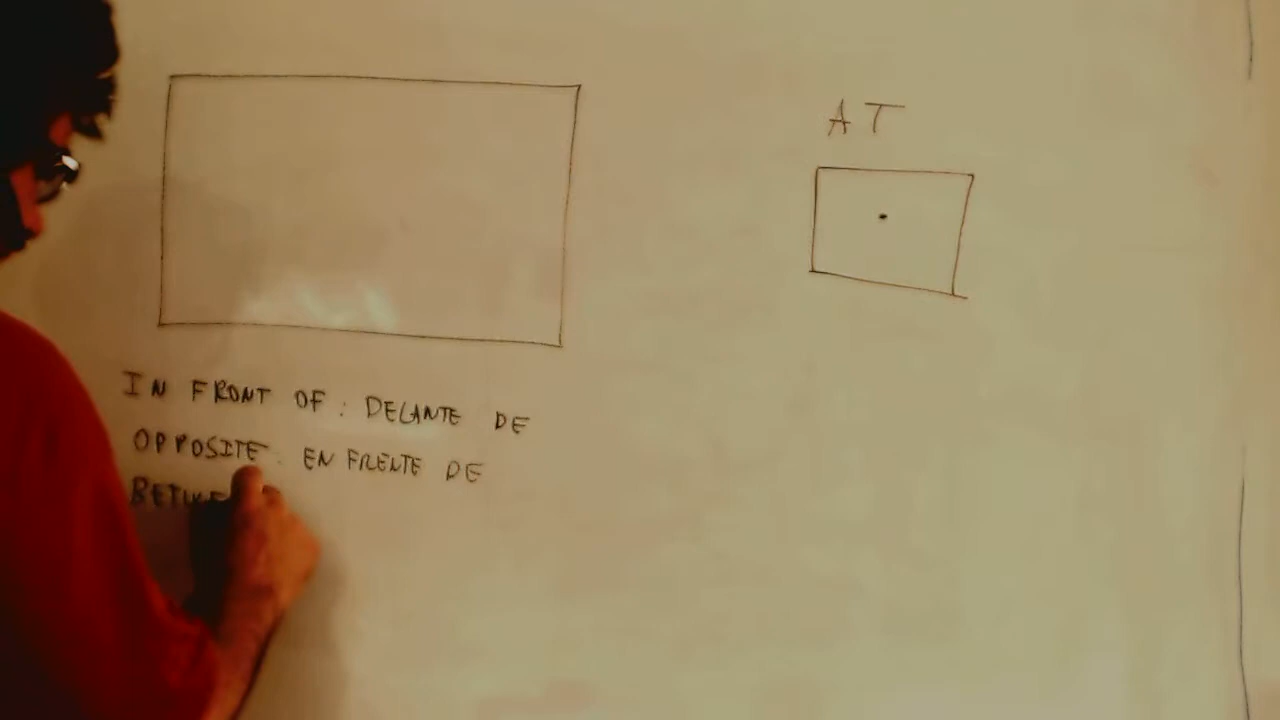 AT
IN FRONT OF: DELANTE DE
OPPOSITE: EN FRENTE DE